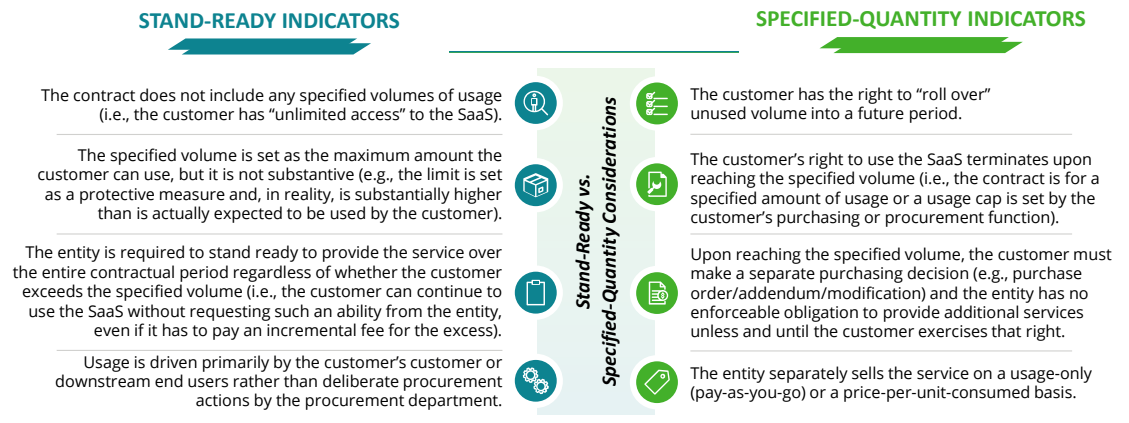 STAND-READY INDICATORS
SPECIFIED-QUANTITY INDICATORS
The contract does not include any specified volumes of usage
(i.e., the customer has “unlimited access” to the SaaS).
The specified volume is set as the maximum amount the
customer can use, but it is not substantive (e.g., the limit is set
as a protective measure and, in reality, is substantially higher
than is actually expected to be used by the customer).
The entity is required to stand ready to provide the service over
the entire contractual period regardless of whether the customer
exceeds the specified volume (i.e., the customer can continue to
use the SaaS without requesting such an ability from the entity,
even if it has to pay an incremental fee for the excess).
Usage is driven primarily by the customer’s customer or
downstream end users rather than deliberate procurement
actions by the procurement department.
Stand-Ready vs.
Specified-Quantity Considerations
The customer has the right to “roll over”
unused volume into a future period.
The customer’s right to use the SaaS terminates upon
reaching the specified volume (i.e., the contract is for a
specified amount of usage or a usage cap is set by the
customer’s purchasing or procurement function).
Upon reaching the specified volume, the customer must
make a separate purchasing decision (e.g., purchase
order/addendum/modification) and the entity has no
enforceable obligation to provide additional services
unless and until the customer exercises that right.
The entity separately sells the service on a usage-only
(pay-as-you-go) or a price-per-unit-consumed basis.